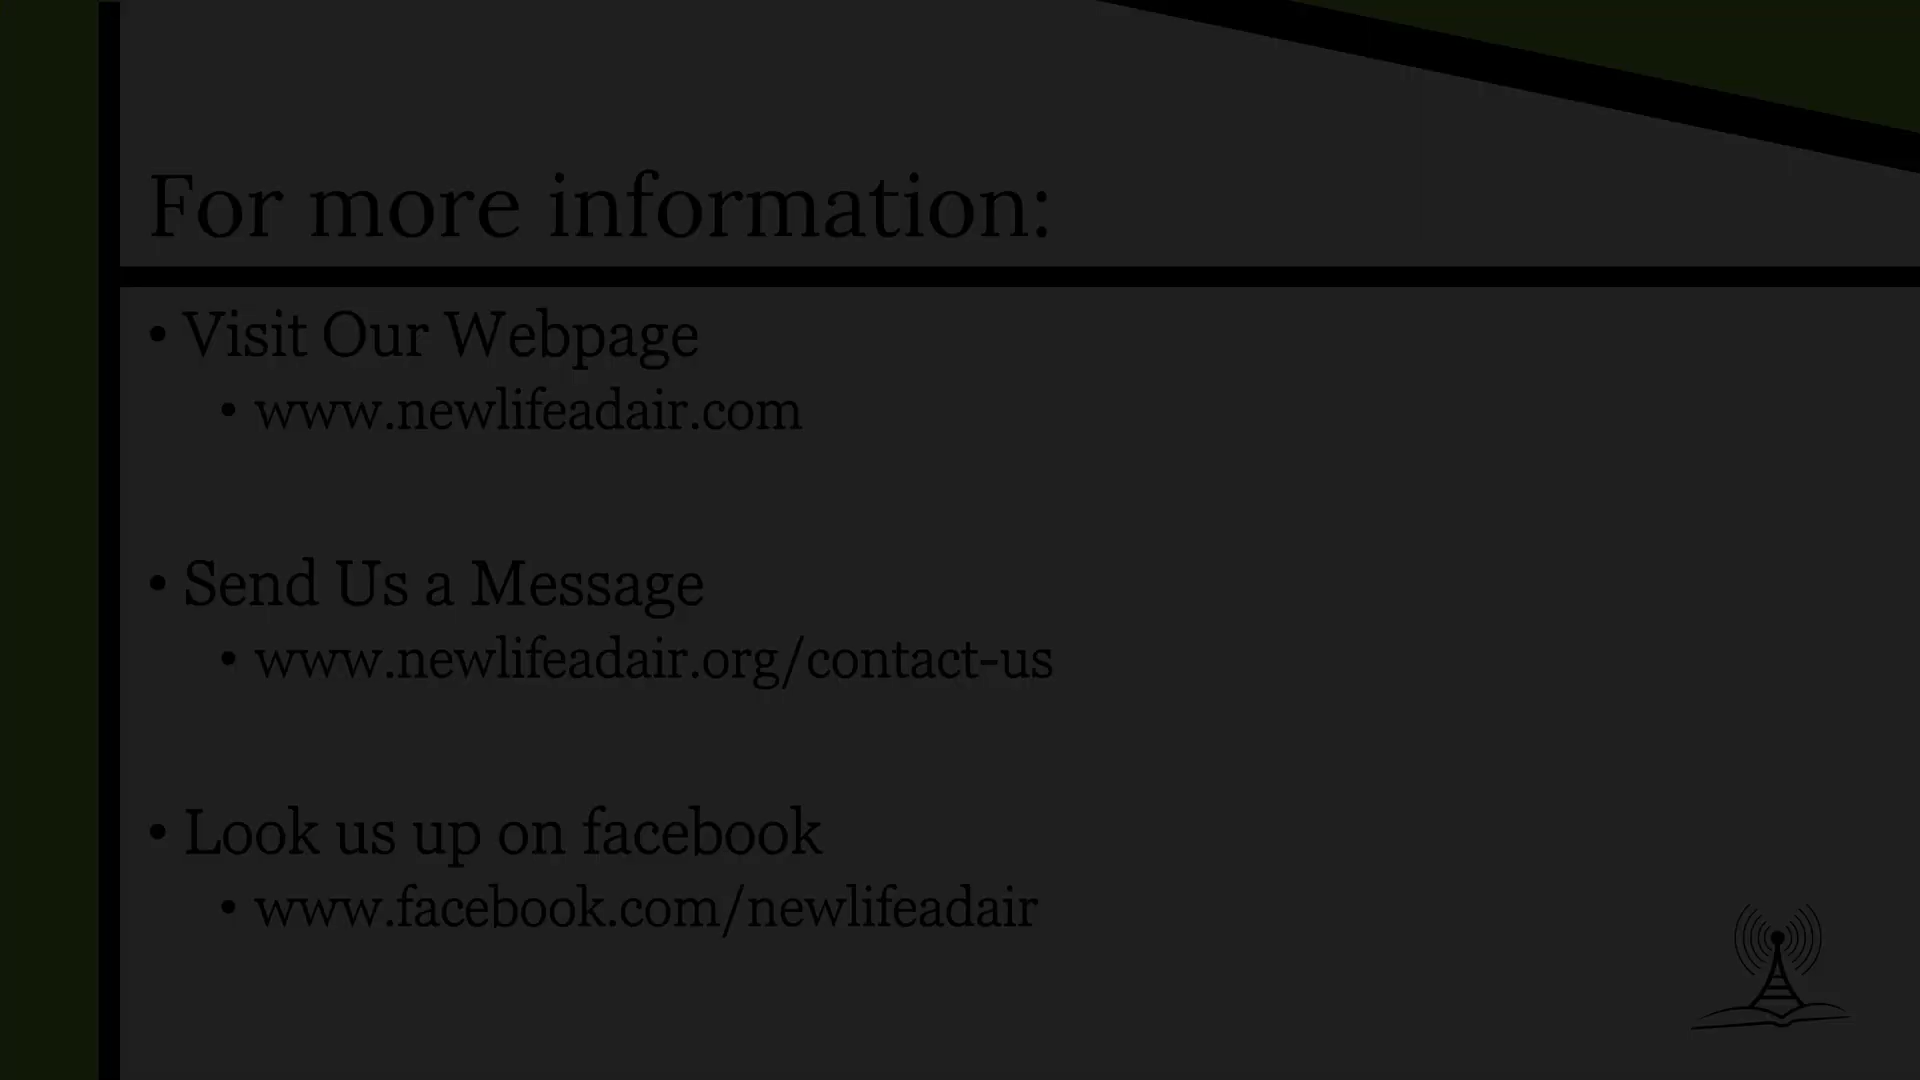 For more information:
• Visit Our Webpage
• www.newlifeadair.com
• Send Us a Message
• www.newlifeadair.org/contact-us
• Look us up on facebook
• www.facebook.com/newlifeadair